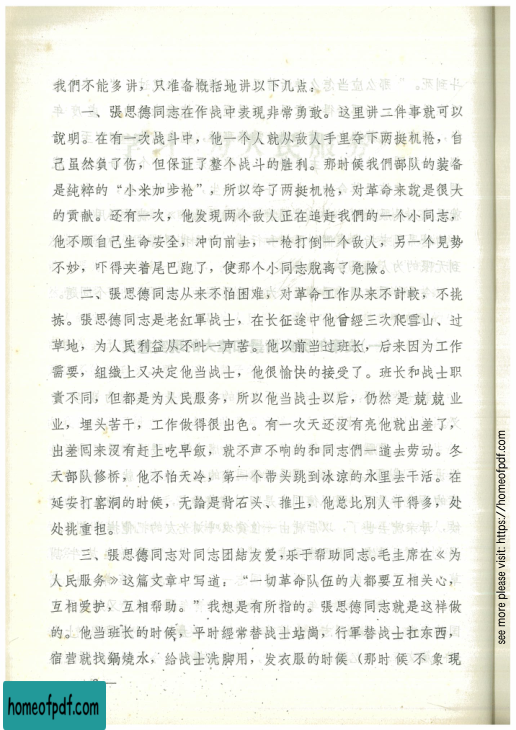 我們不能多讲，只准备概括地讲以下几点：
一、張思德同志在作战中表現非常勇敢。这里讲二件事就可以
說明。在有一次战斗中，他一个人就从敌人手里夺下两挺机枪，自
己虽然負了伤，但保証了整个战斗的胜利。那时候我們部队的装备
是純粹的“小米加步枪”，所以夺了两挺机枪，对革命来說是很大
的貢献。还有一次，他发現两个敌人正在追赶我們的一个小同志，
他不顾自己生命安全，冲向前去，一枪打倒一个敌人，另一个見势
不妙，吓得夹着尾巴跑了，使那个小同志脫离了危險。
二、張思德同志从来不怕困难，对革命工作从来不計較，不挑
拣。張思德同志是老紅軍战士，在长征途中他曾經三次爬雪山、过
草地，为人民利益从不叶一声苦。他以前当过班长，后来因为工作
需要，組織上又决定他当战士，他很愉快的接受了。班长和战士职
責不同，但都是为人民服务，所以他当战士以后，仍然是兢兢业
业，埋头苦干，工作做得很出色。有一次天还沒有亮他就出差了，
出差回来沒有赶上吃早飯，就不声不响的和同志們一道去劳动。冬
天部队修桥，他不怕天冷，第一个带头跳到冰凉的水里去干活。在
延安打窰洞的时候，无論是背石头、推土，他总比别人干得多，处
处挑重担。
三、張思德同志对同志团結友爱，乐于帮助同志。毛主席在《为
人民服务》这篇文章中写道：“一切革命队伍的人都要互相关心，
互相爱护，互相帮助。”我想是有所指的。張思德同志就是这样做
的。他当班长的时候，平时經常替战士站崗，行軍替战士扛东西，
宿营就找鍋燒水，給战士洗脚用，发衣服的时候（那时候不象現
homeofpdf.com
see more please visit: https://homeofpdf.com